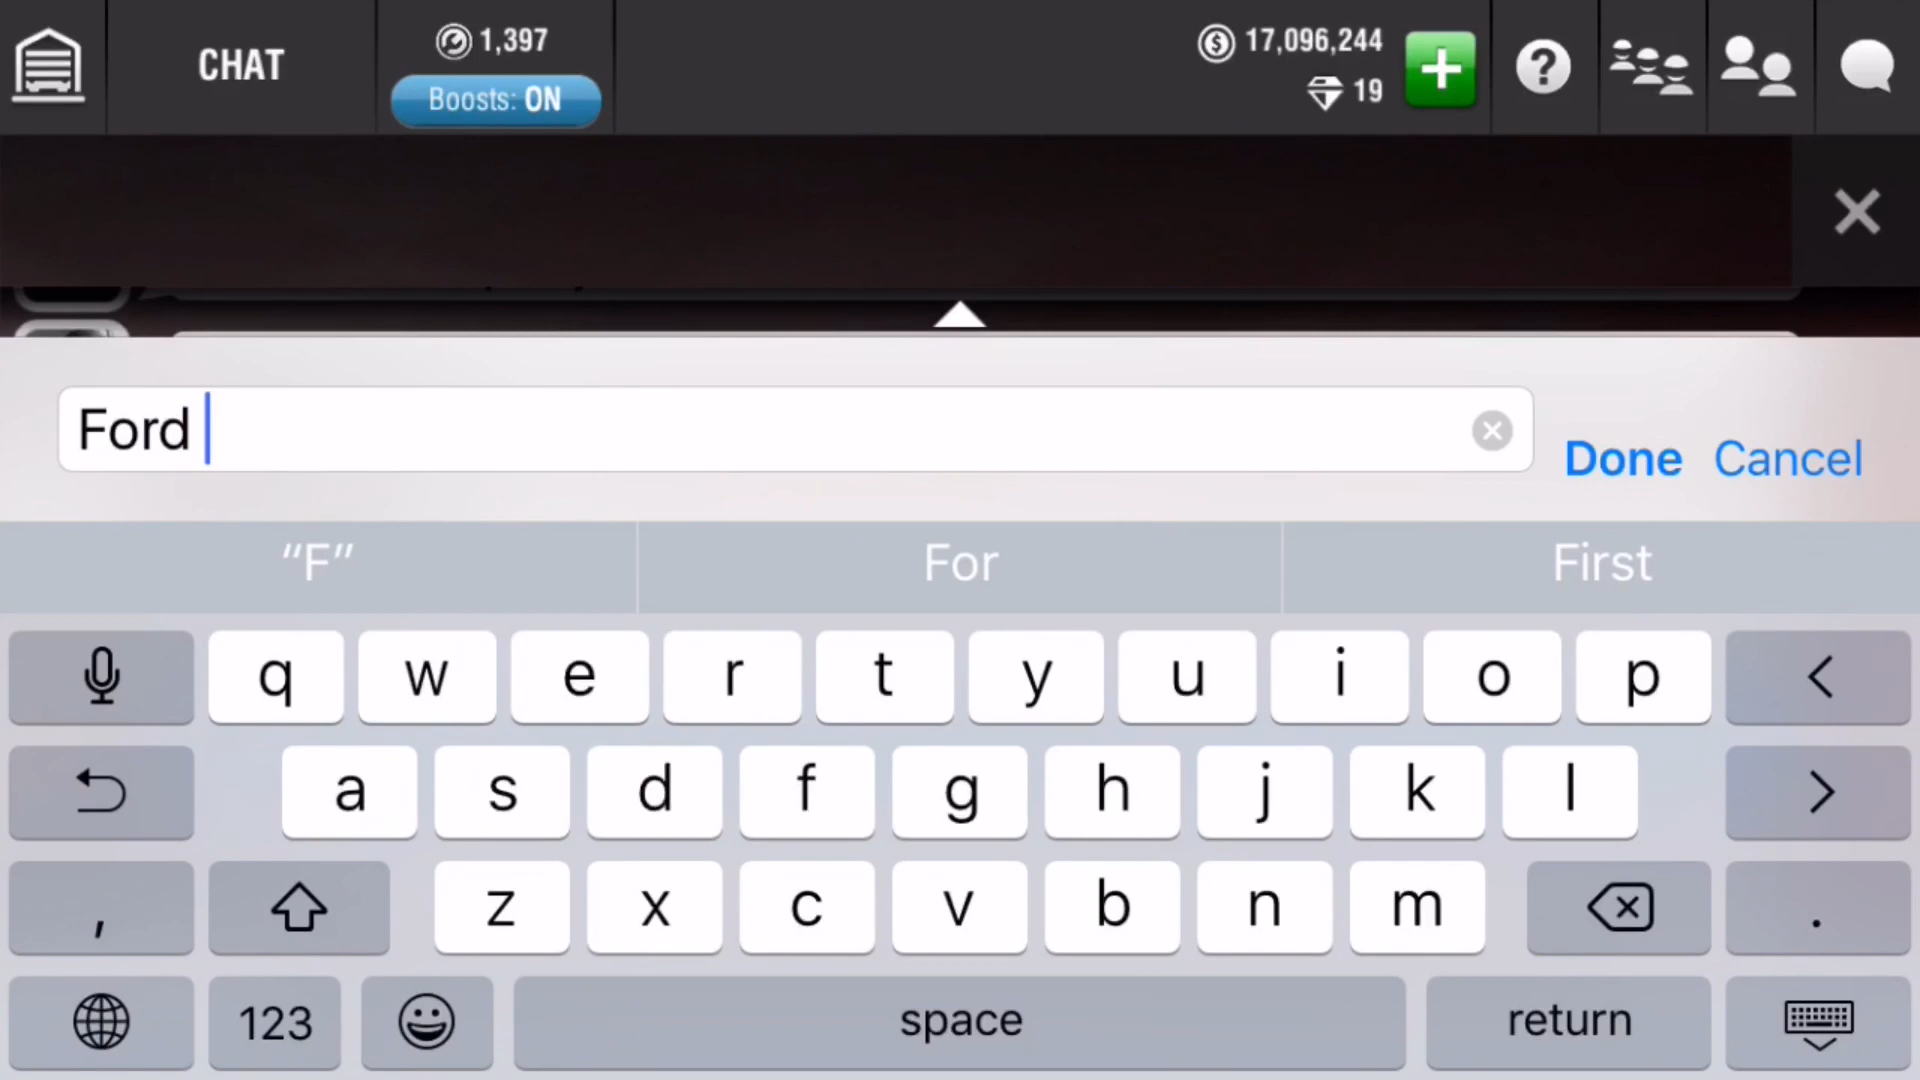 CHAT
1,397
Boosts: ON
17,096,244
19
?
Ford
Done Cancel
“F” For First
q w e r t y u i o p
a s d f g h j k l
, z x c v b n m .
123 space return